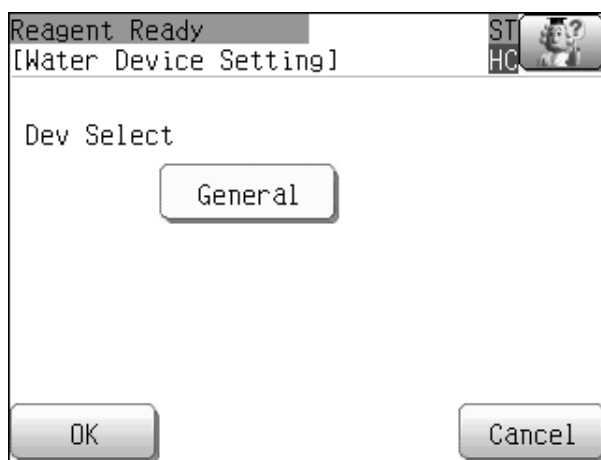 Reagent Ready ST
[Water Device Setting] HC
?
Dev Select
General
OK Cancel